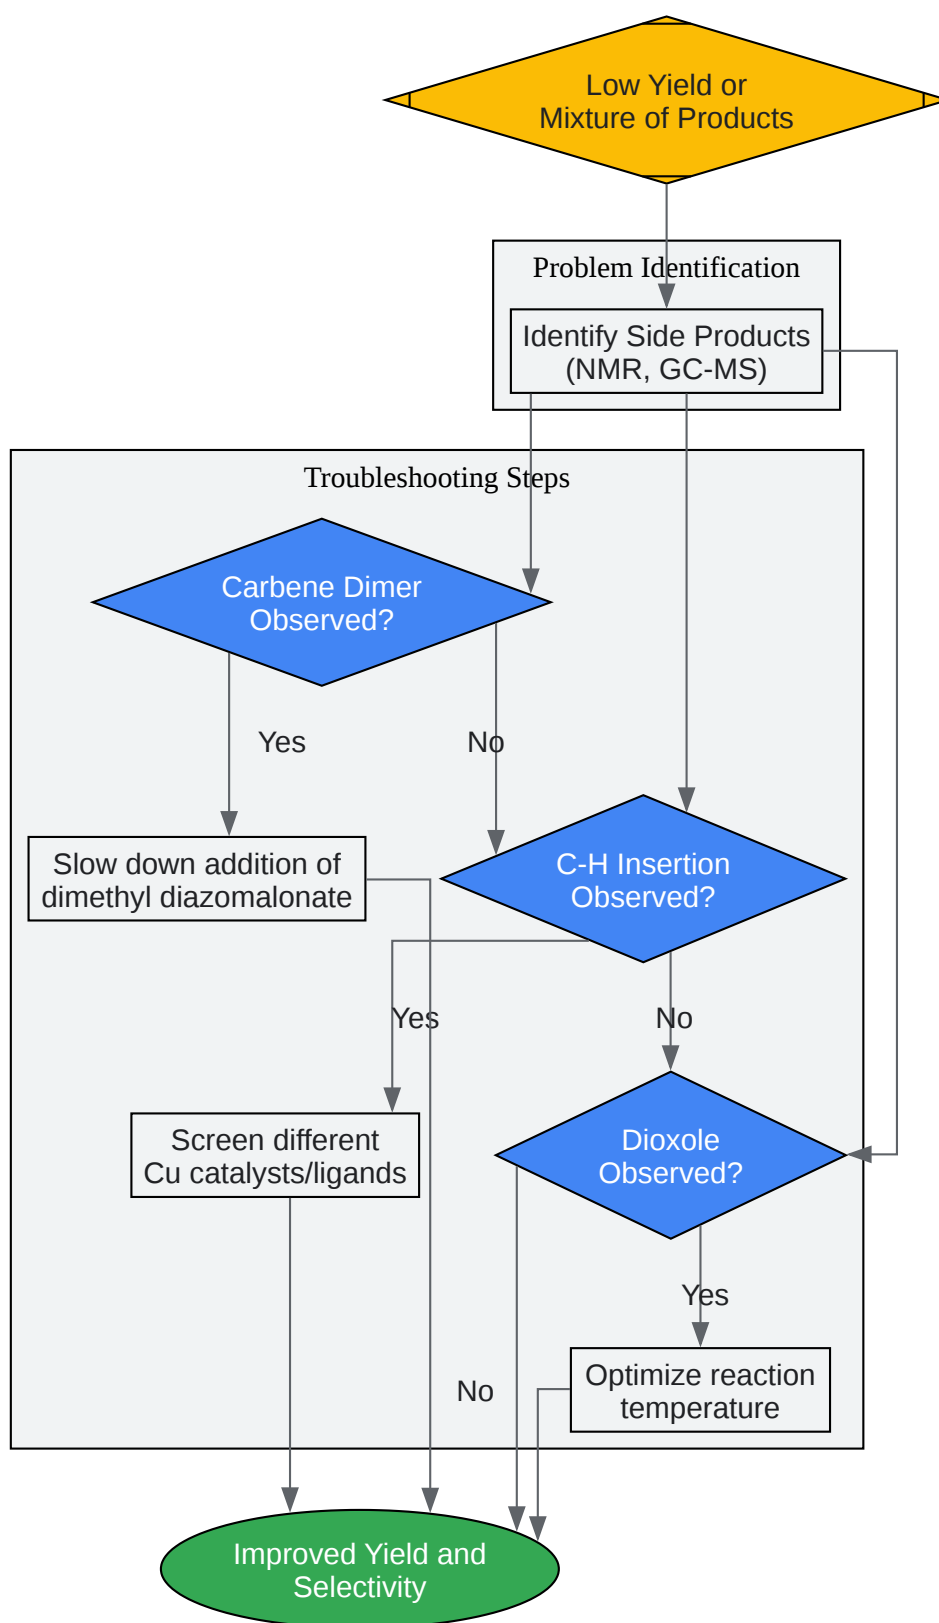 Low Yield or
Mixture of Products
Problem Identification
Identify Side Products
(NMR, GC-MS)
Troubleshooting Steps
Carbene Dimer
Observed?
Yes
No
Slow down addition of
dimethyl diazomalonate
C-H Insertion
Observed?
Yes
No
Screen different
Cu catalysts/ligands
Dioxole
Observed?
Yes
No
Optimize reaction
temperature
Improved Yield and
Selectivity